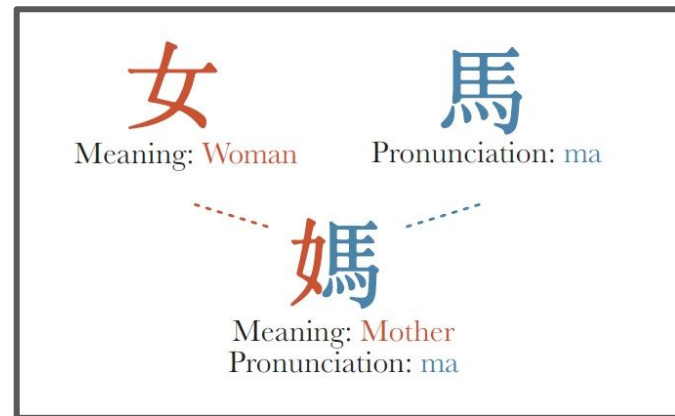 女
Meaning: Woman
馬
Pronunciation: ma
媽
Meaning: Mother
Pronunciation: ma